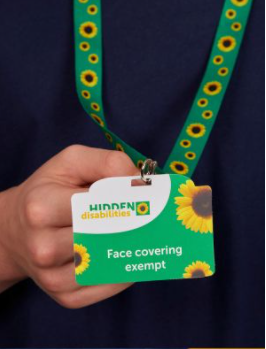 HIDDEN
disabilities
Face covering
exempt